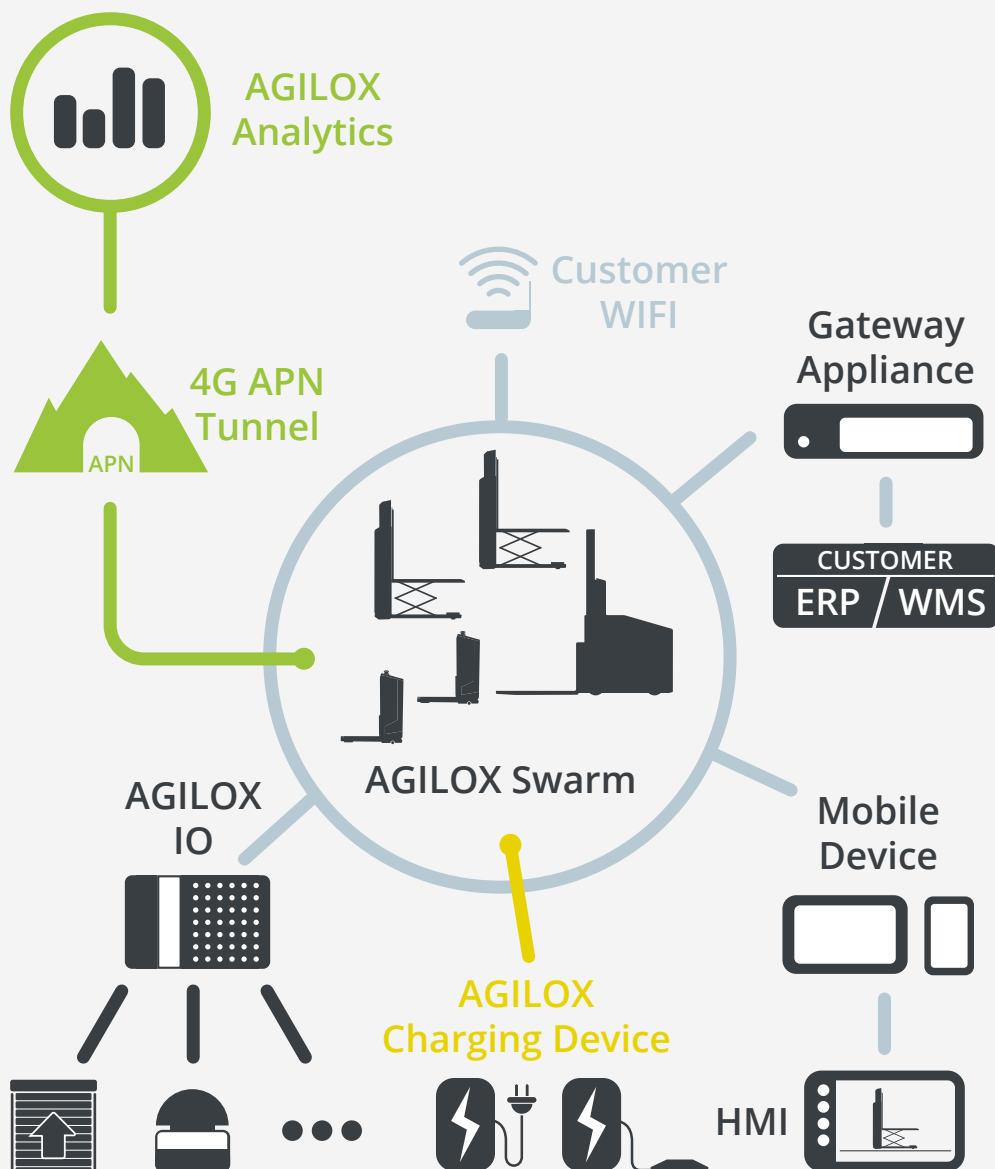 AGILOX
Analytics
Customer
WIFI
Gateway
Appliance
4G APN
Tunnel
APN
CUSTOMER
ERP / WMS
AGILOX Swarm
AGILOX
IO
Mobile
Device
AGILOX
Charging Device
HMI